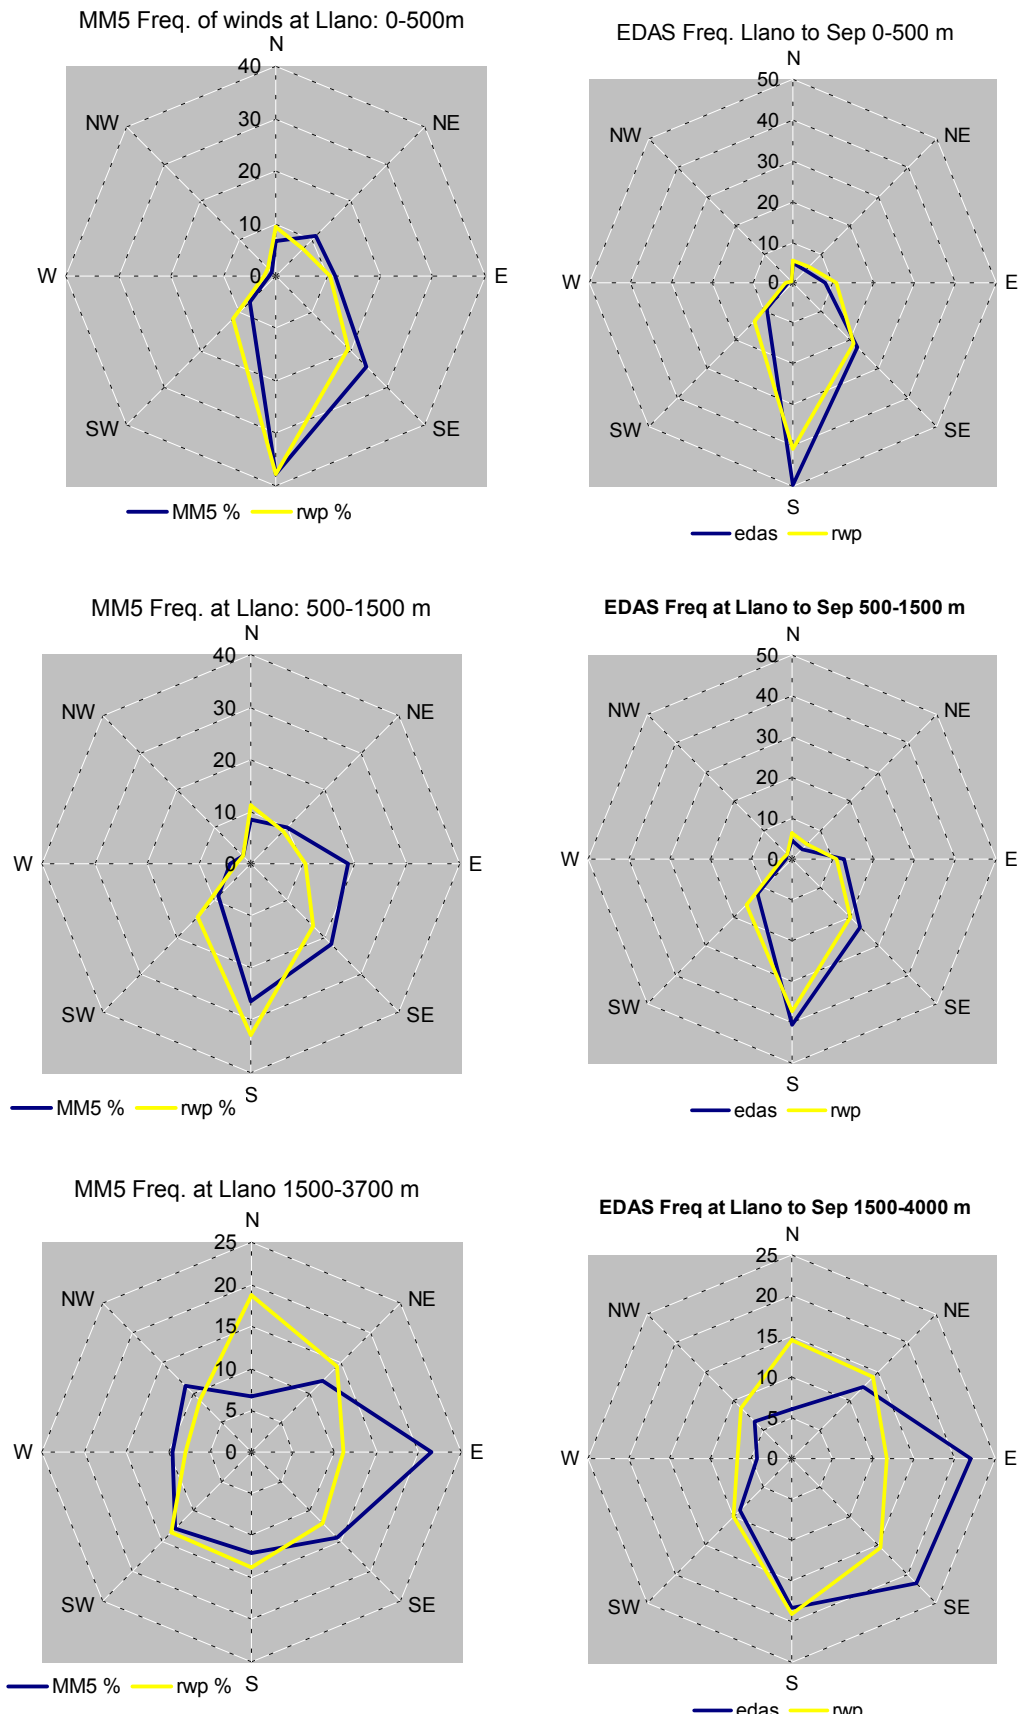 MM5 Freq. of winds at Llano: 0-500m
N
40
30
20
10
0
NW
NE
W
E
SW
SE
MM5 %
rwp %
EDAS Freq. Llano to Sep 0-500 m
N
50
40
30
20
10
0
NW
NE
W
E
SW
SE
S
edas
rwp
MM5 Freq. at Llano: 500-1500 m
N
40
30
20
10
0
NW
NE
W
E
SW
SE
S
MM5 %
rwp %
EDAS Freq at Llano to Sep 500-1500 m
N
50
40
30
20
10
0
NW
NE
W
E
SW
SE
S
edas
rwp
MM5 Freq. at Llano 1500-3700 m
N
25
20
15
10
5
0
NW
NE
W
E
SW
SE
S
MM5 %
rwp %
EDAS Freq at Llano to Sep 1500-4000 m
N
25
20
15
10
5
0
NW
NE
W
E
SW
SE
S
edas
rwp